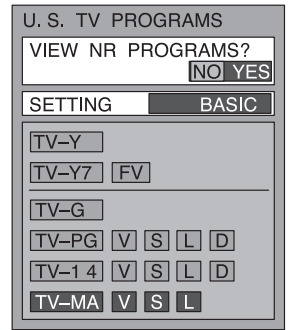 U. S. TV PROGRAMS
VIEW NR PROGRAMS?
NO YES
SETTING BASIC
TV–Y
TV–Y7 FV
TV–G
TV–PG V S L D
TV–1 4 V S L D
TV–MA V S L